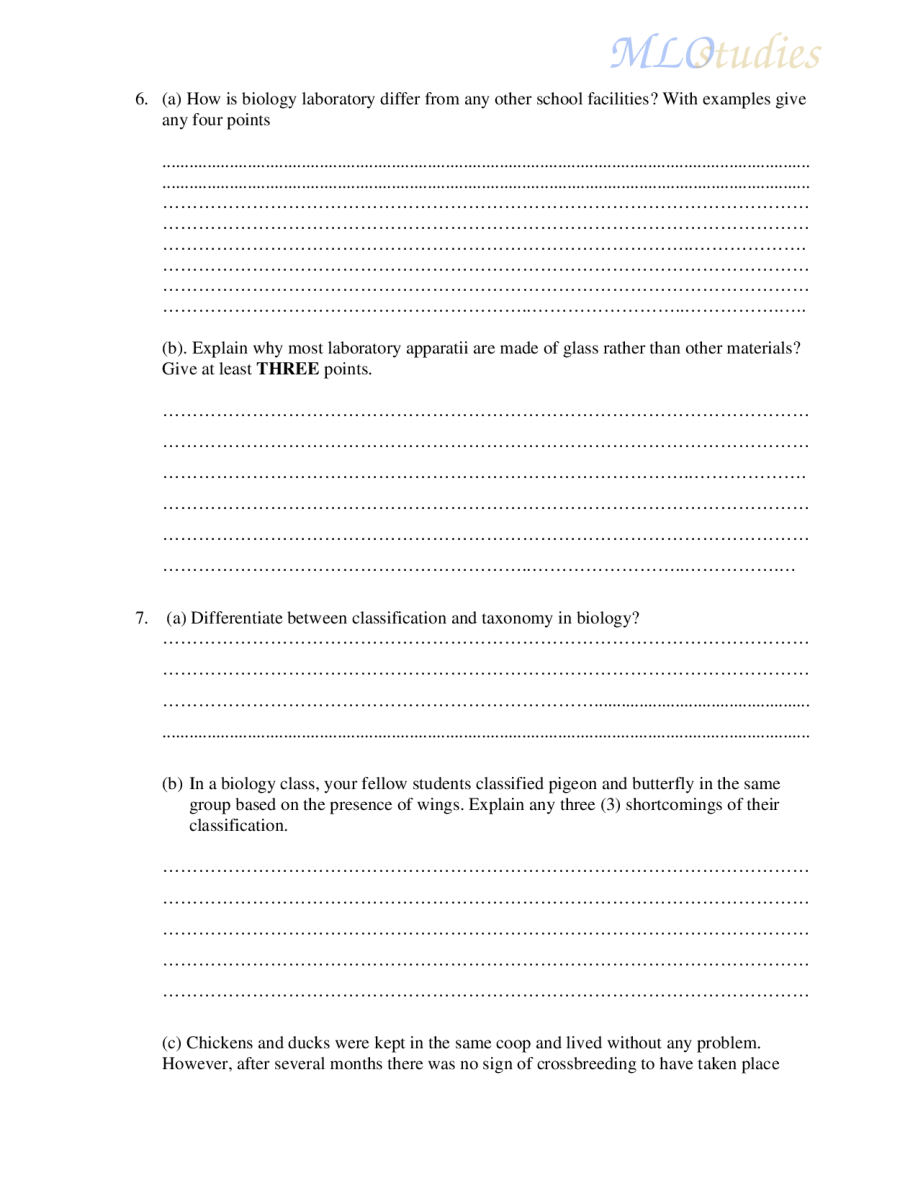 MLOstudies
6. (a) How is biology laboratory differ from any other school facilities? With examples give
any four points
(b). Explain why most laboratory apparatii are made of glass rather than other materials?
Give at least THREE points.
7. (a) Differentiate between classification and taxonomy in biology?
(b) In a biology class, your fellow students classified pigeon and butterfly in the same
group based on the presence of wings. Explain any three (3) shortcomings of their
classification.
(c) Chickens and ducks were kept in the same coop and lived without any problem.
However, after several months there was no sign of crossbreeding to have taken place